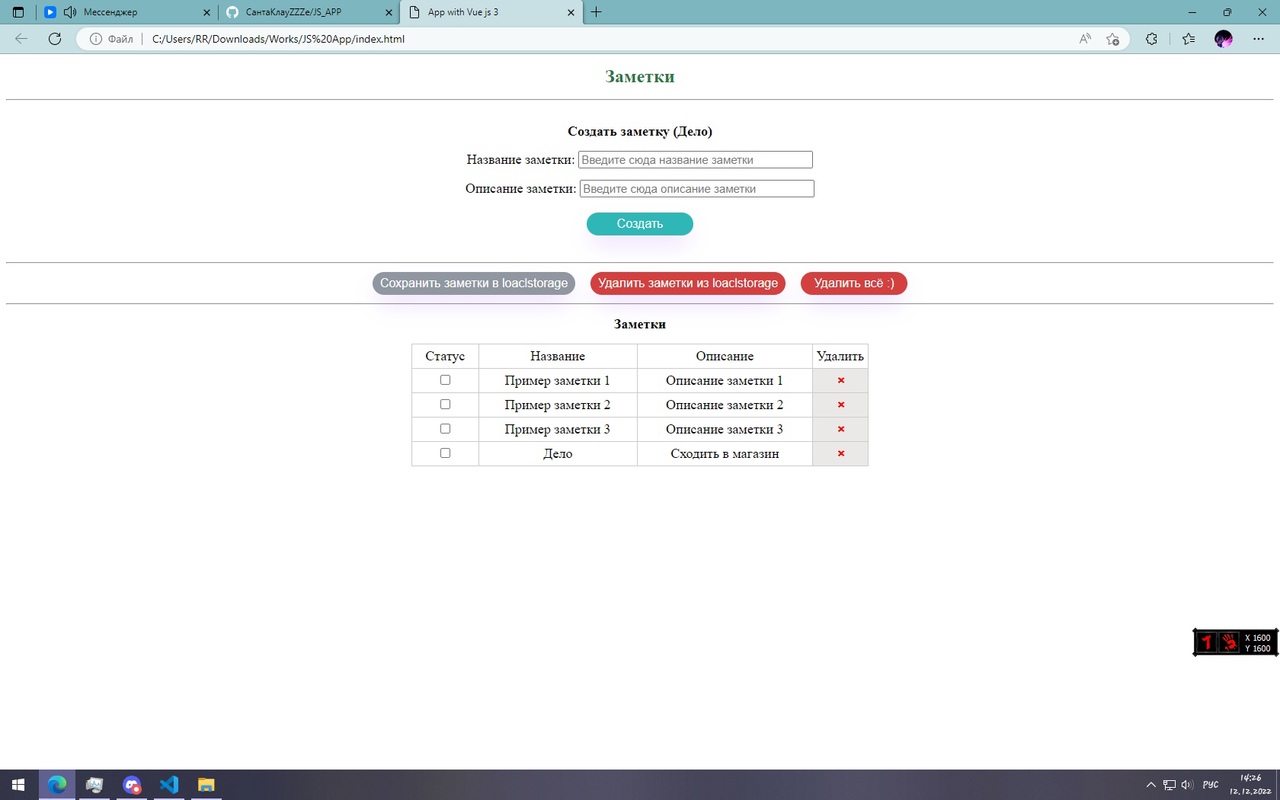 Мессенджер
СантаКлауZZZe/JS_APP
App with Vue js 3
Файл
C:/Users/RR/Downloads/Works/JS%20App/index.html
Заметки
Создать заметку (Дело)
Название заметки: Введите сюда название заметки
Описание заметки: Введите сюда описание заметки
Создать
Сохранить заметки в loaclstorage Удалить заметки из loaclstorage Удалить всё :)
Заметки
Статус Название Описание Удалить
Пример заметки 1 Описание заметки 1
Пример заметки 2 Описание заметки 2
Пример заметки 3 Описание заметки 3
Дело Сходить в магазин
X 1600
Y 1600
РУС
14:26
12.12.2022